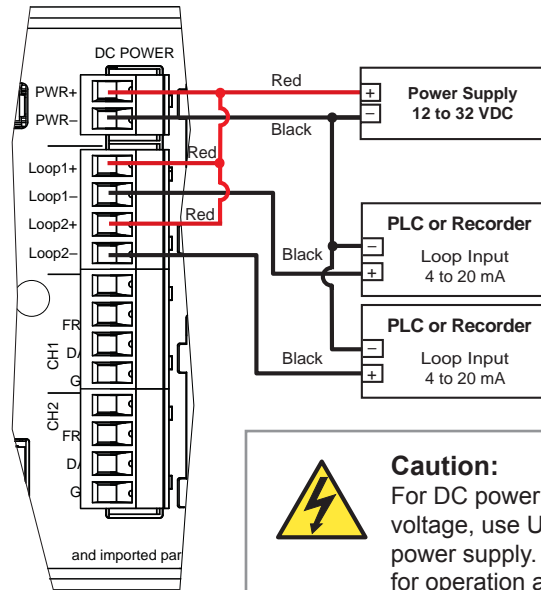 DC POWER
PWR+
PWR–
Loop1+
Loop1–
Loop2+
Loop2–
CH1
FR
D/
G
CH2
FR
D/
G
and imported par
Red
Black
Red
Red
Black
Black
+
–
Power Supply
12 to 32 VDC
PLC or Recorder
–
Loop Input
+
4 to 20 mA
PLC or Recorder
–
Loop Input
+
4 to 20 mA
Caution:
For DC power
voltage, use U
power supply.
for operation a